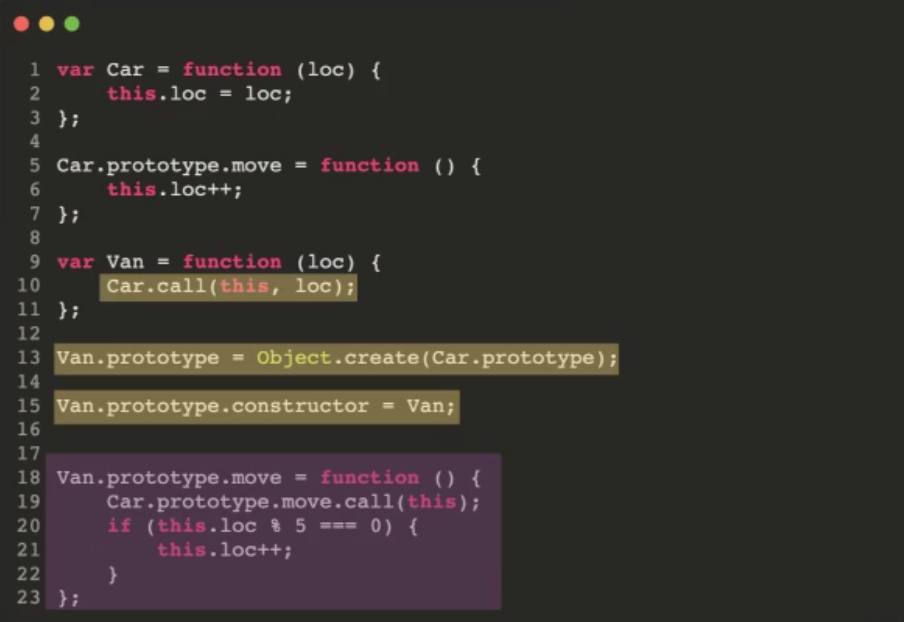 1 var Car = function (loc) {
2     this.loc = loc;
3 };
4
5 Car.prototype.move = function () {
6     this.loc++;
7 };
8
9 var Van = function (loc) {
10     Car.call(this, loc);
11 };
12
13 Van.prototype = Object.create(Car.prototype);
14
15 Van.prototype.constructor = Van;
16
17
18 Van.prototype.move = function () {
19     Car.prototype.move.call(this);
20     if (this.loc % 5 === 0) {
21         this.loc++;
22     }
23 };